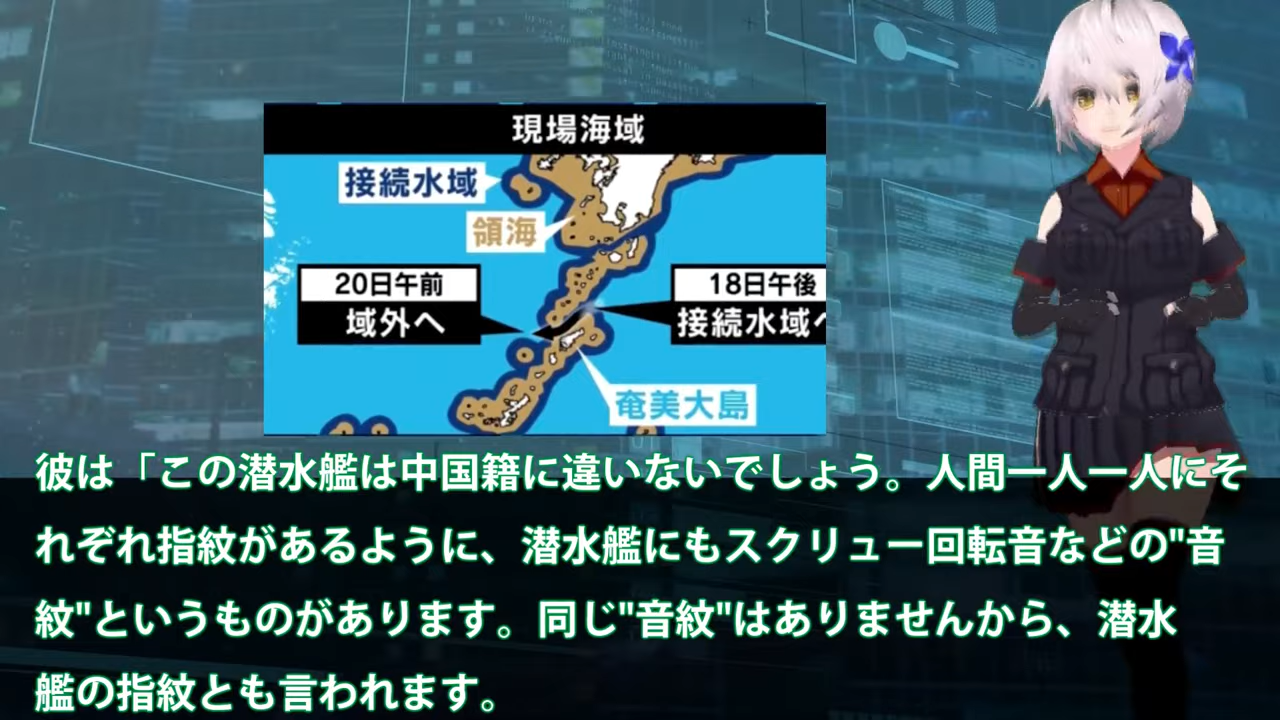 現場海域
接続水域
領海
20日午前
域外へ
18日午後
接続水域へ
奄美大島
彼は「この潜水艦は中国籍に違いないでしょう。人間一人一人にそ
れぞれ指紋があるように、潜水艦にもスクリュー回転音などの"音
紋"というものがあります。同じ"音紋"はありませんから、潜水
艦の指紋とも言われます。